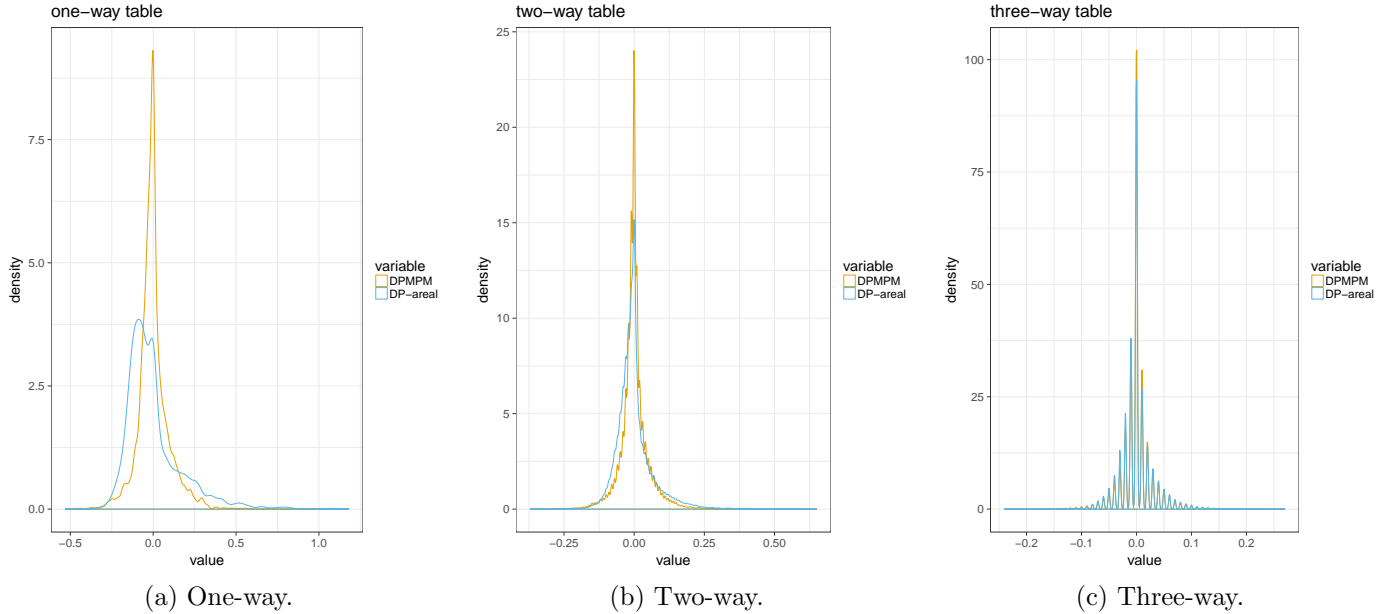 one−way table
7.5
5.0
2.5
0.0
density
−0.5
0.0
0.5
1.0
value
variable
DPMPM
DP−areal
(a) One-way.
two−way table
25
20
15
10
5
0
density
−0.25
0.00
0.25
0.50
value
variable
DPMPM
DP−areal
(b) Two-way.
three−way table
100
75
50
25
0
density
−0.2
−0.1
0.0
0.1
0.2
value
variable
DPMPM
DP−areal
(c) Three-way.